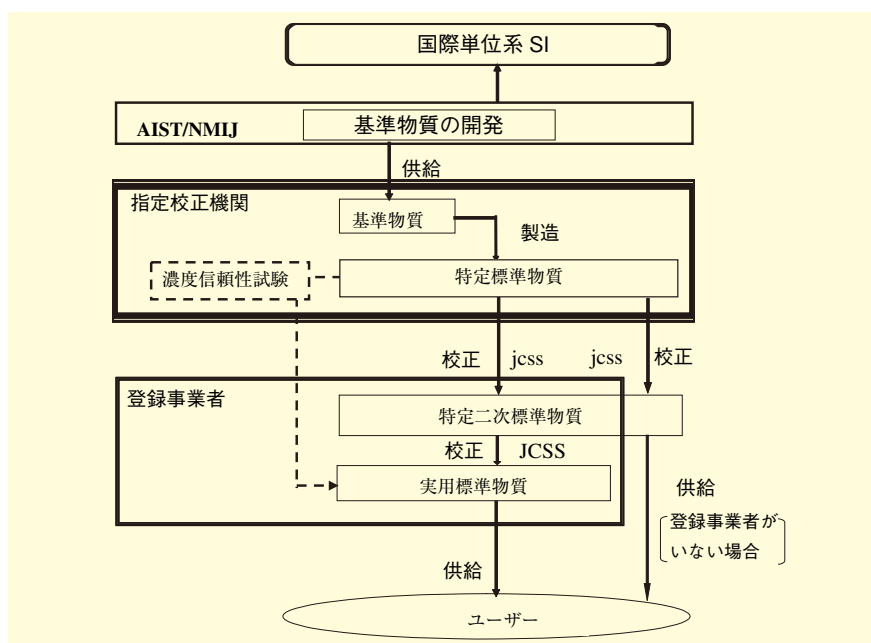 国際単位系 SI
AIST/NMIJ
基準物質の開発
供給
指定校正機関
基準物質
製造
濃度信頼性試験
特定標準物質
校正
jcss
jcss
校正
登録事業者
特定二次標準物質
校正
JCSS
実用標準物質
供給
登録事業者が
いない場合
供給
ユーザー